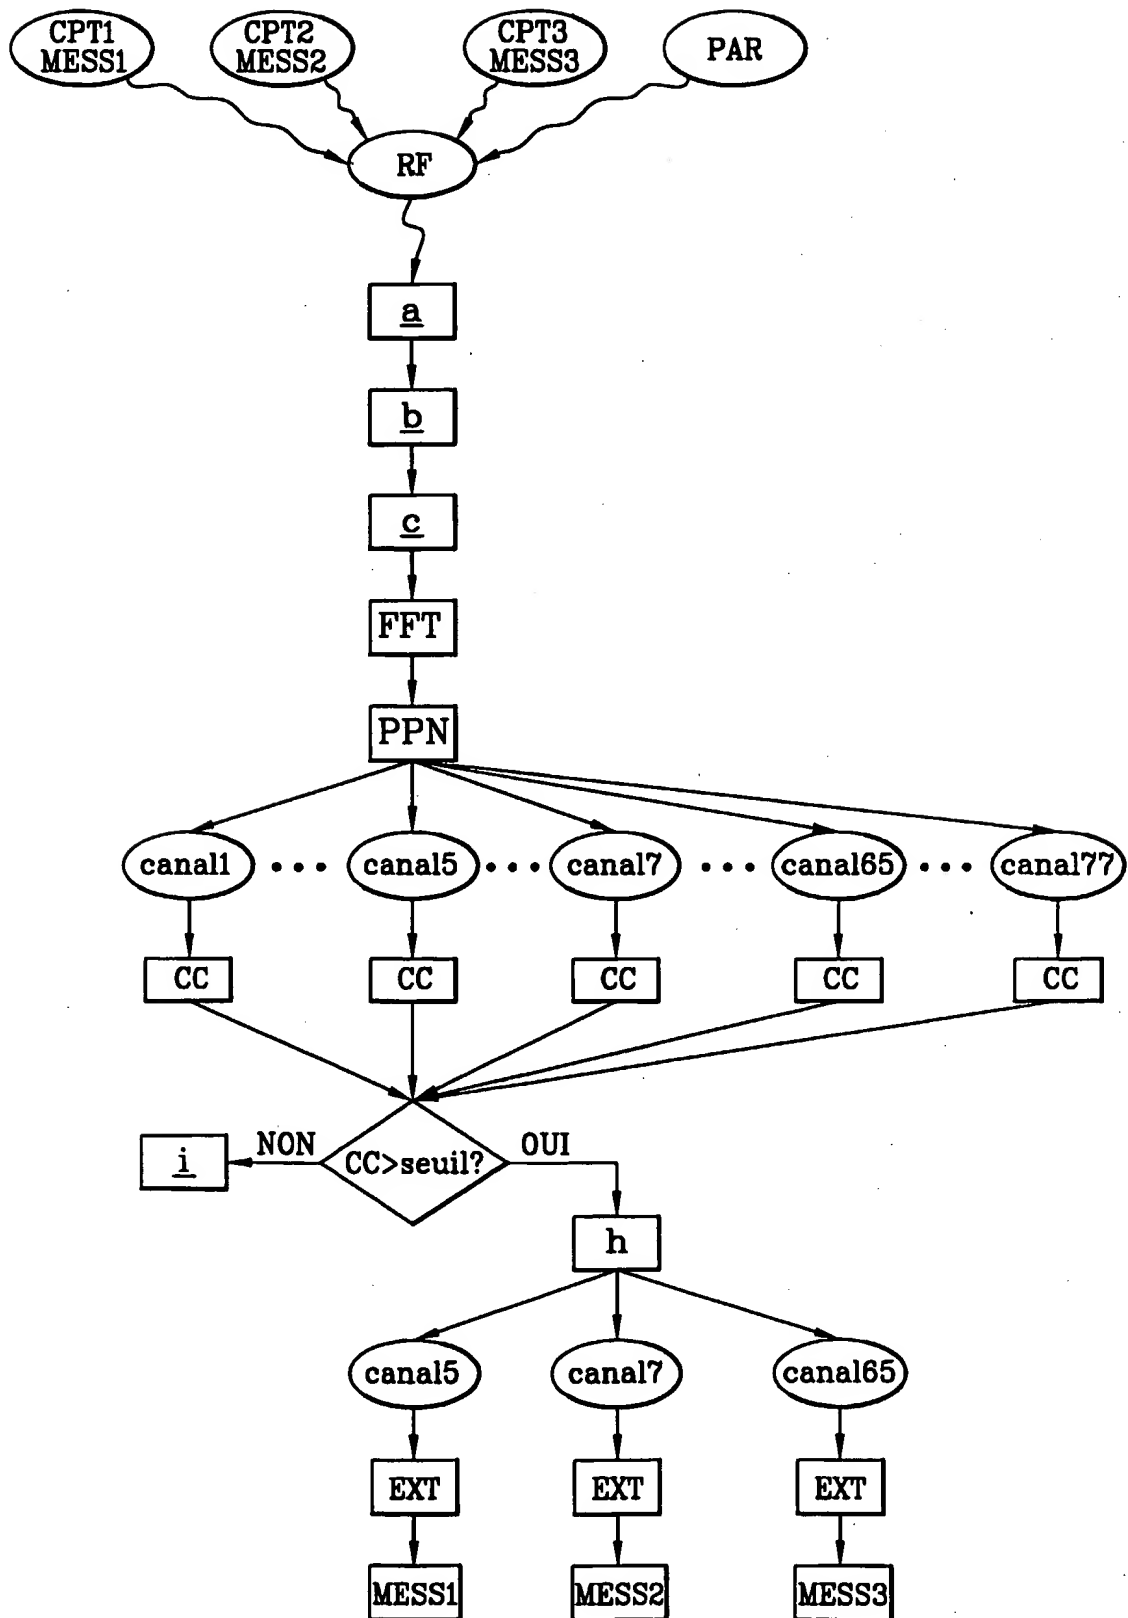 CPT1
MESS1
CPT2
MESS2
CPT3
MESS3
PAR
RF
a
b
c
FFT
PPN
canal1 ... canal5 ... canal7 ... canal65 ... canal77
CC CC CC CC CC
i
NON
CC>seuil?
OUI
h
canal5 canal7 canal65
EXT EXT EXT
MESS1 MESS2 MESS3